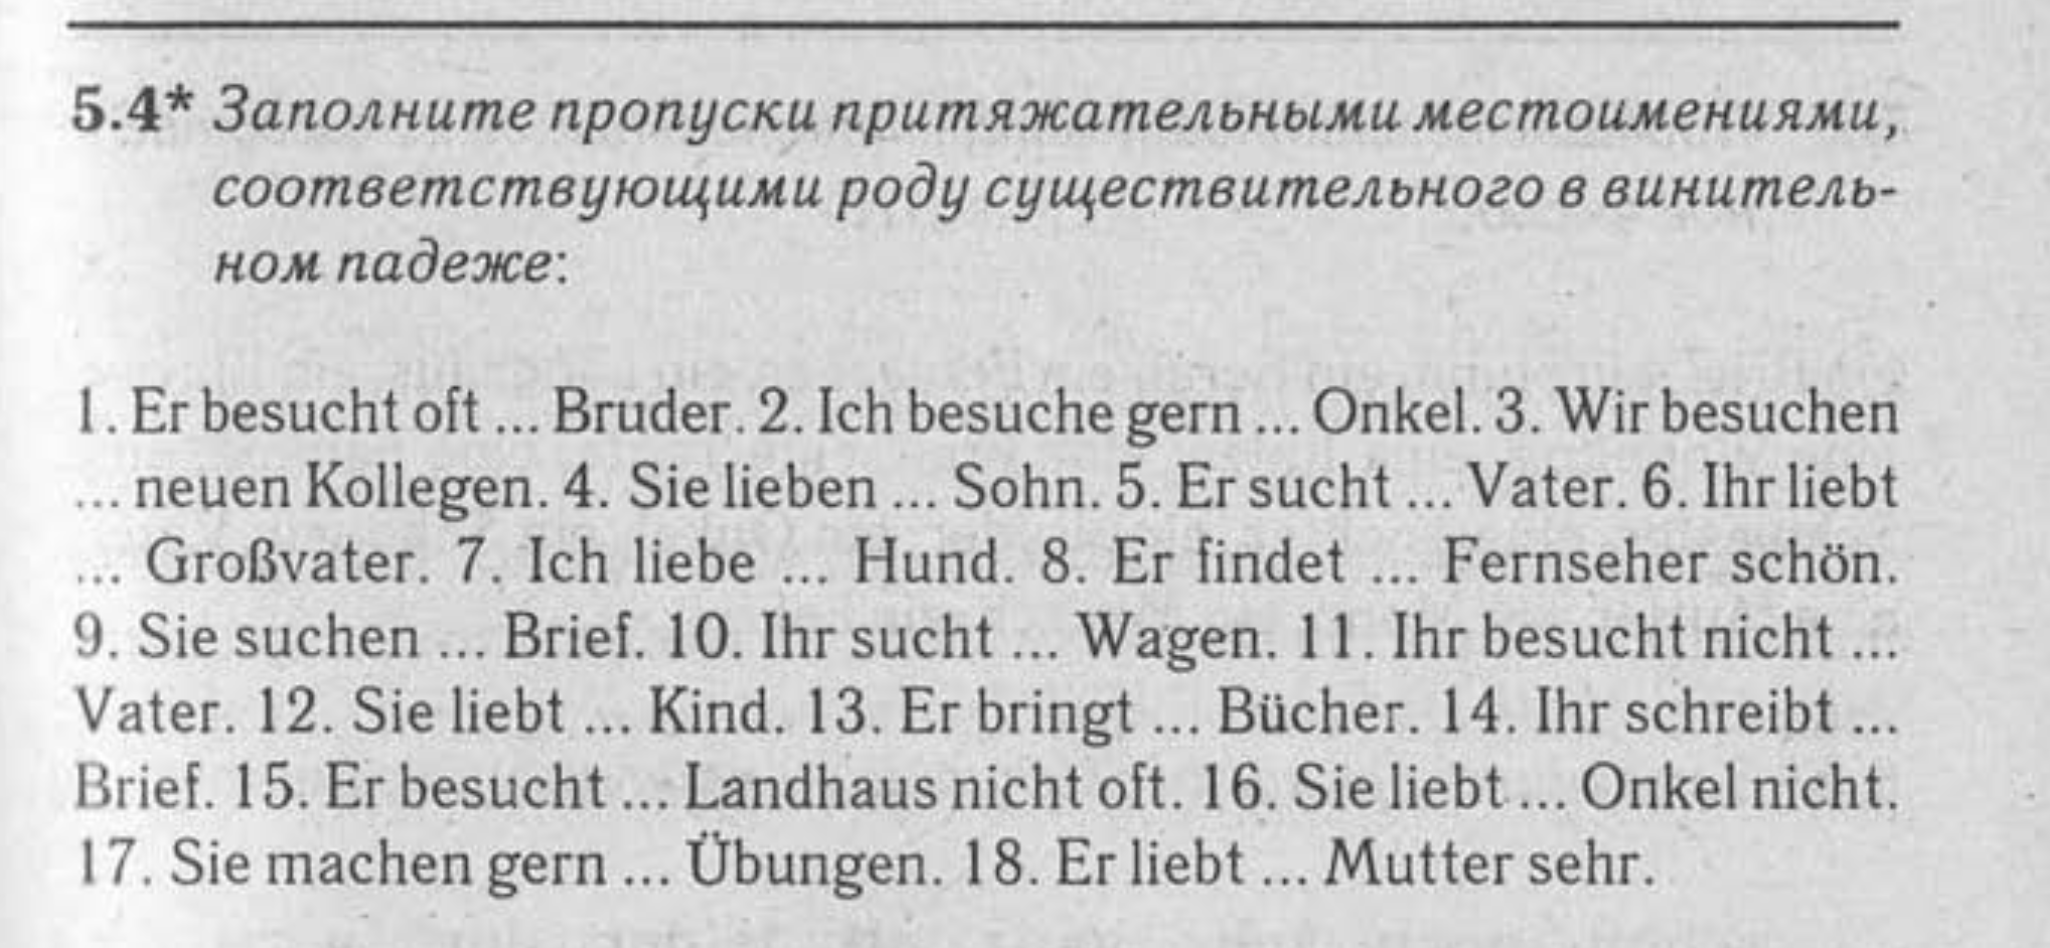 5.4* Заполните пропуски притяжательными местоимениями,
соответствующими роду существительного в винитель-
ном падеже:
1. Er besucht oft ... Bruder. 2. Ich besuche gern ... Onkel. 3. Wir besuchen
... neuen Kollegen. 4. Sie lieben ... Sohn. 5. Er sucht ... Vater. 6. Ihr liebt
... Großvater. 7. Ich liebe ... Hund. 8. Er findet ... Fernseher schön.
9. Sie suchen ... Brief. 10. Ihr sucht ... Wagen. 11. Ihr besucht nicht ...
Vater. 12. Sie liebt ... Kind. 13. Er bringt ... Bücher. 14. Ihr schreibt ...
Brief. 15. Er besucht ... Landhaus nicht oft. 16. Sie liebt ... Onkel nicht.
17. Sie machen gern ... Übungen. 18. Er liebt ... Mutter sehr.